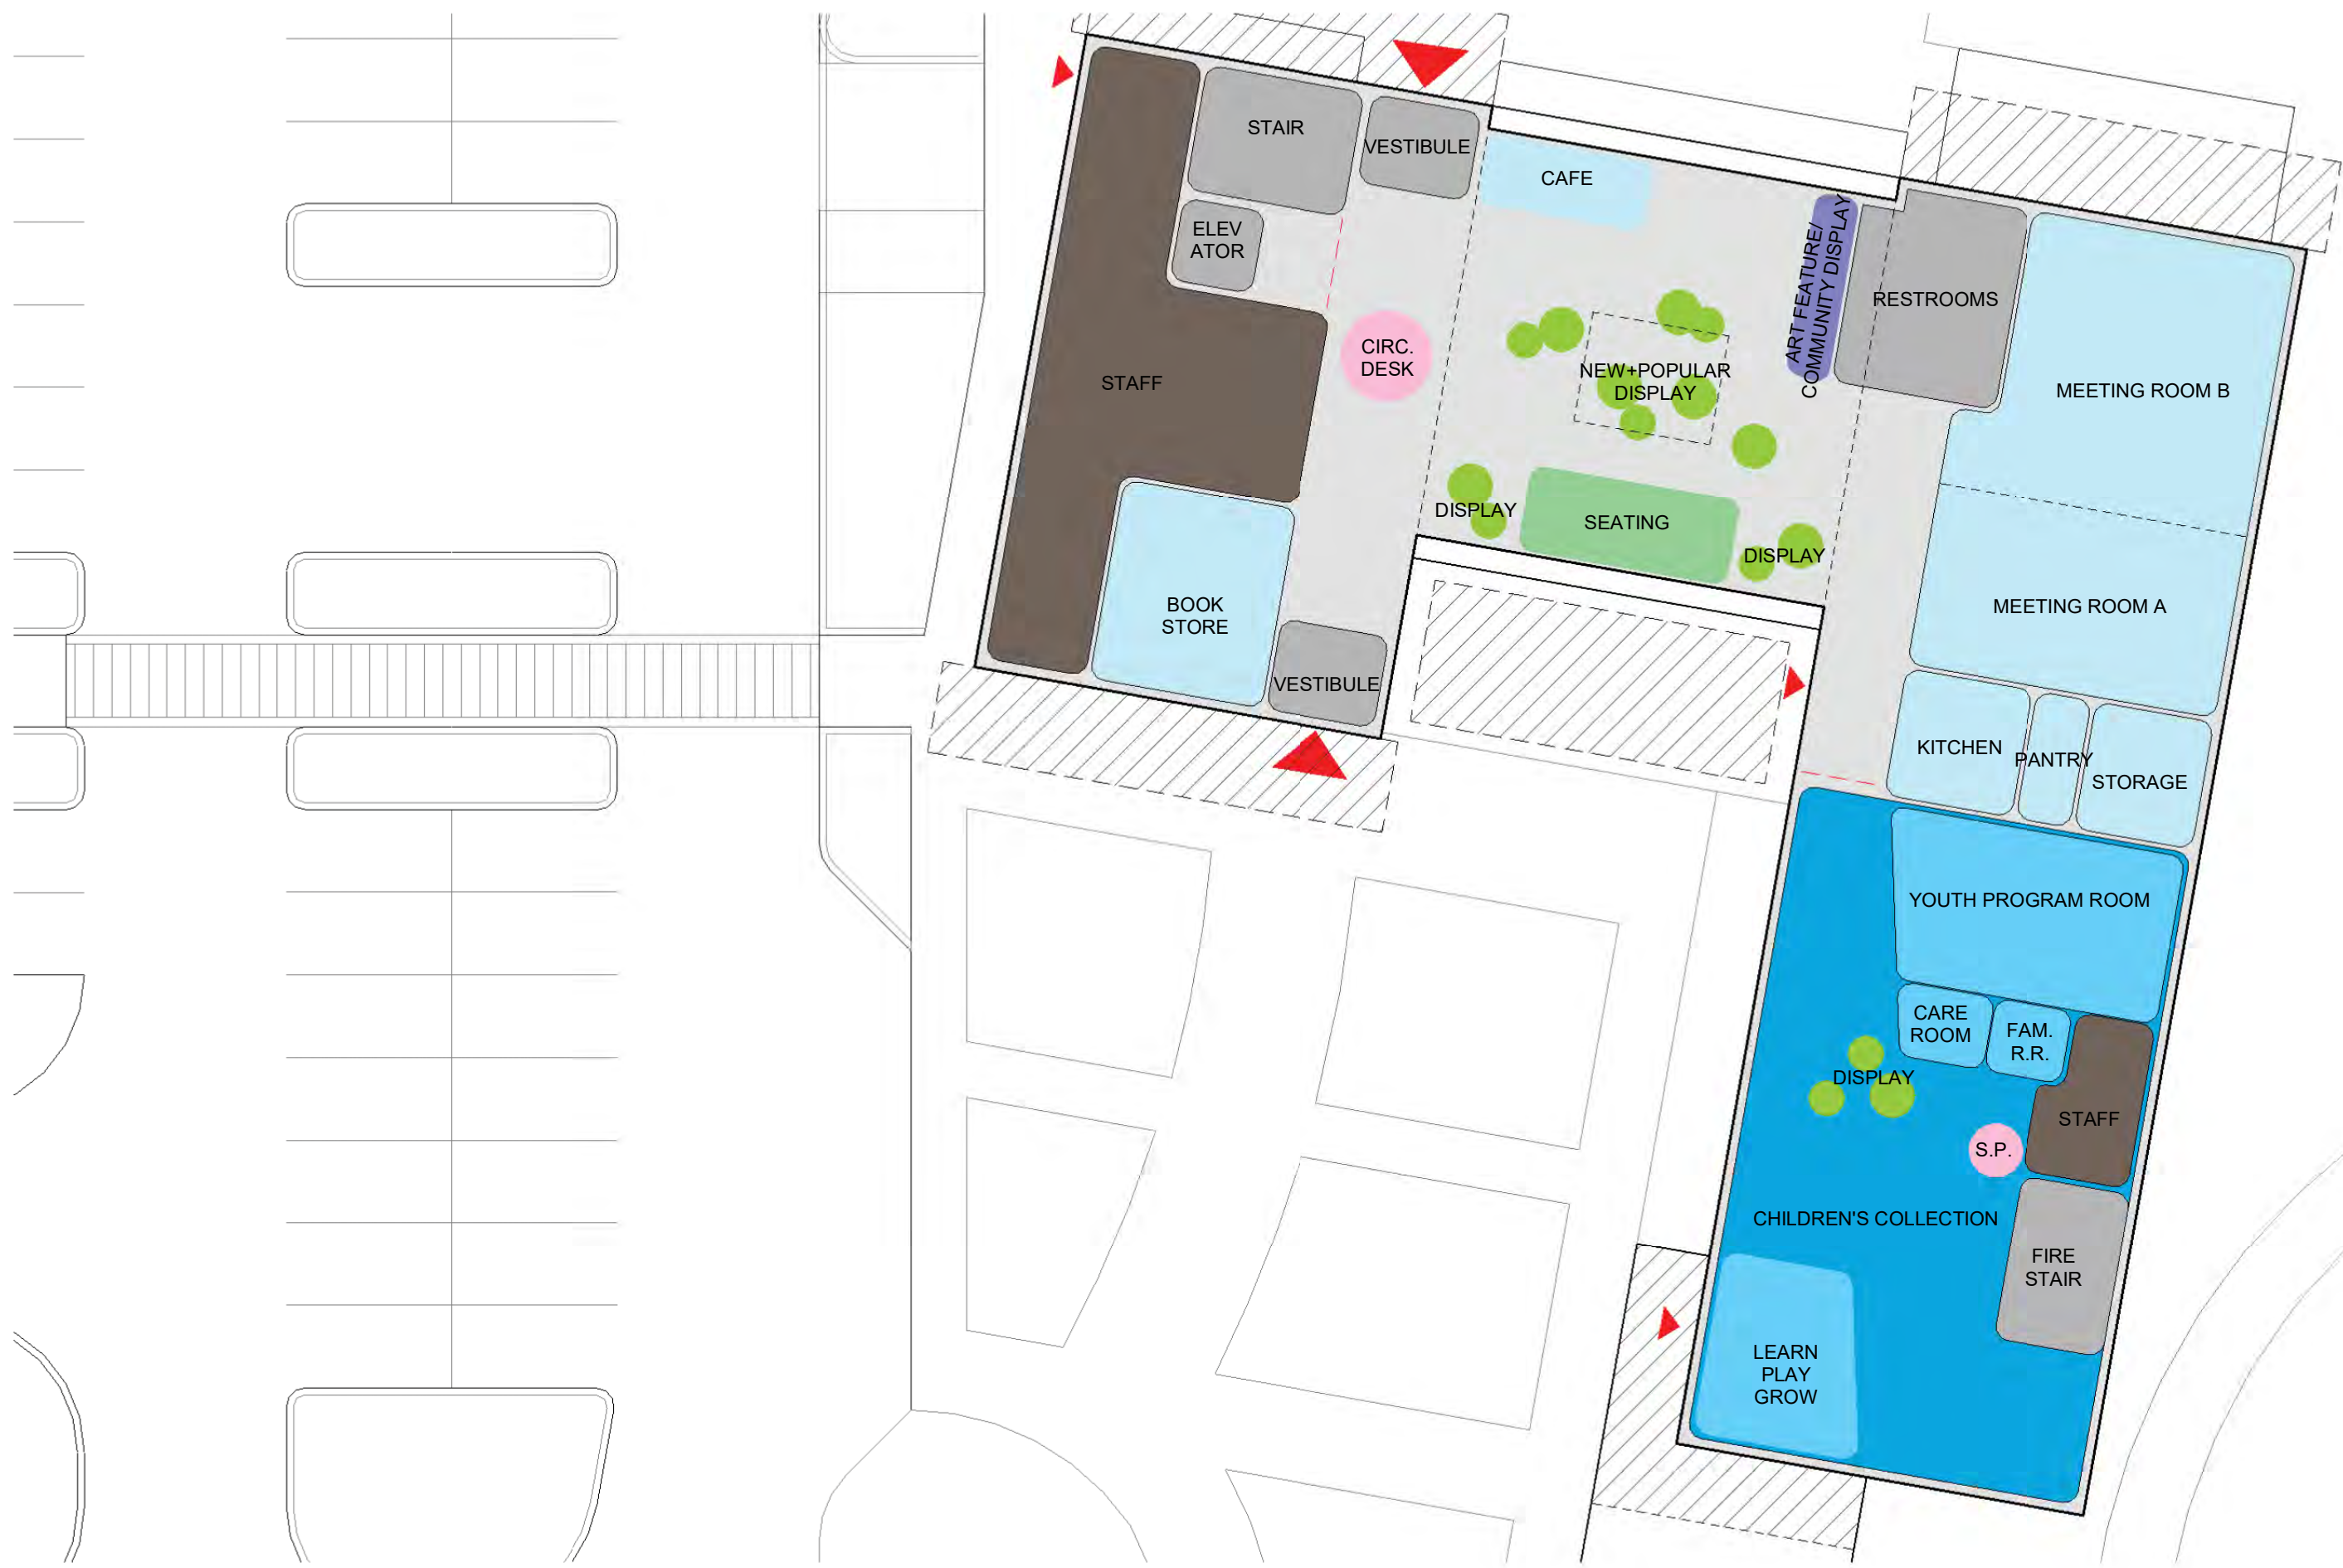 STAIR
VESTIBULE
CAFE
ELEV
ATOR
ART FEATURE/
COMMUNITY DISPLAY
RESTROOMS
CIRC.
DESK
NEW+POPULAR
DISPLAY
STAFF
MEETING ROOM B
DISPLAY
SEATING
DISPLAY
BOOK
STORE
MEETING ROOM A
VESTIBULE
KITCHEN
PANTRY
STORAGE
YOUTH PROGRAM ROOM
CARE
ROOM
FAM.
R.R.
DISPLAY
STAFF
S.P.
CHILDREN'S COLLECTION
FIRE
STAIR
LEARN
PLAY
GROW